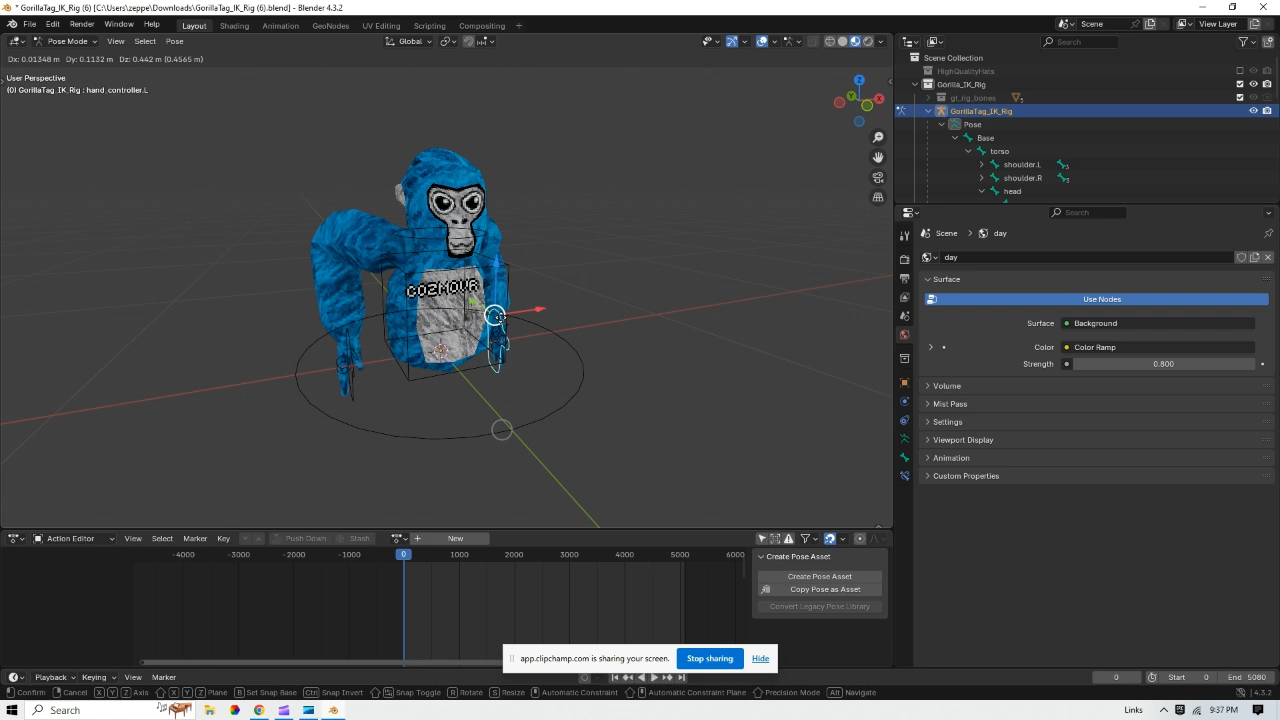 * GorillaTag_IK_Rig (6) [C:\Users\zeppe\Downloads\GorillaTag_IK_Rig (6).blend] - Blender 4.3.2
File Edit Render Window Help Layout Shading Animation GeoNodes UV Editing Scripting Compositing Scene View Layer
Pose Mode View Select Pose Global Search
Dx: 0.01348 m Dy: 0.1132 m Dz: 0.442 m (0.4565 m)
User Perspective
(0) GorillaTag_IK_Rig : hand_controller.L
Z
Y
X
COZMOVR
Scene Collection
HighQualityHats
Gorilla_IK_Rig
gt_rig_bones
GorillaTag_IK_Rig
Pose
Base
torso
shoulder.L
shoulder.R
head
Search
Scene > day
day
Surface
Use Nodes
Surface Background
Color Color Ramp
Strength 0.800
Volume
Mist Pass
Settings
Viewport Display
Animation
Custom Properties
Action Editor View Select Marker Key Push Down Stash + New
-4000 -3000 -2000 -1000 0 1000 2000 3000 4000 5000 6000
Create Pose Asset
Create Pose Asset
Copy Pose as Asset
Convert Legacy Pose Library
app.clipchamp.com is sharing your screen. Stop sharing Hide
Playback Keying View Marker 0 Start 0 End 5080
Confirm Cancel X Y Z Axis X Y Z Plane B Set Snap Base Ctrl Snap Invert Snap Toggle R Rotate S Resize Automatic Constraint Automatic Constraint Plane Precision Mode Alt Navigate 4.3.2
Search Links 9:37 PM